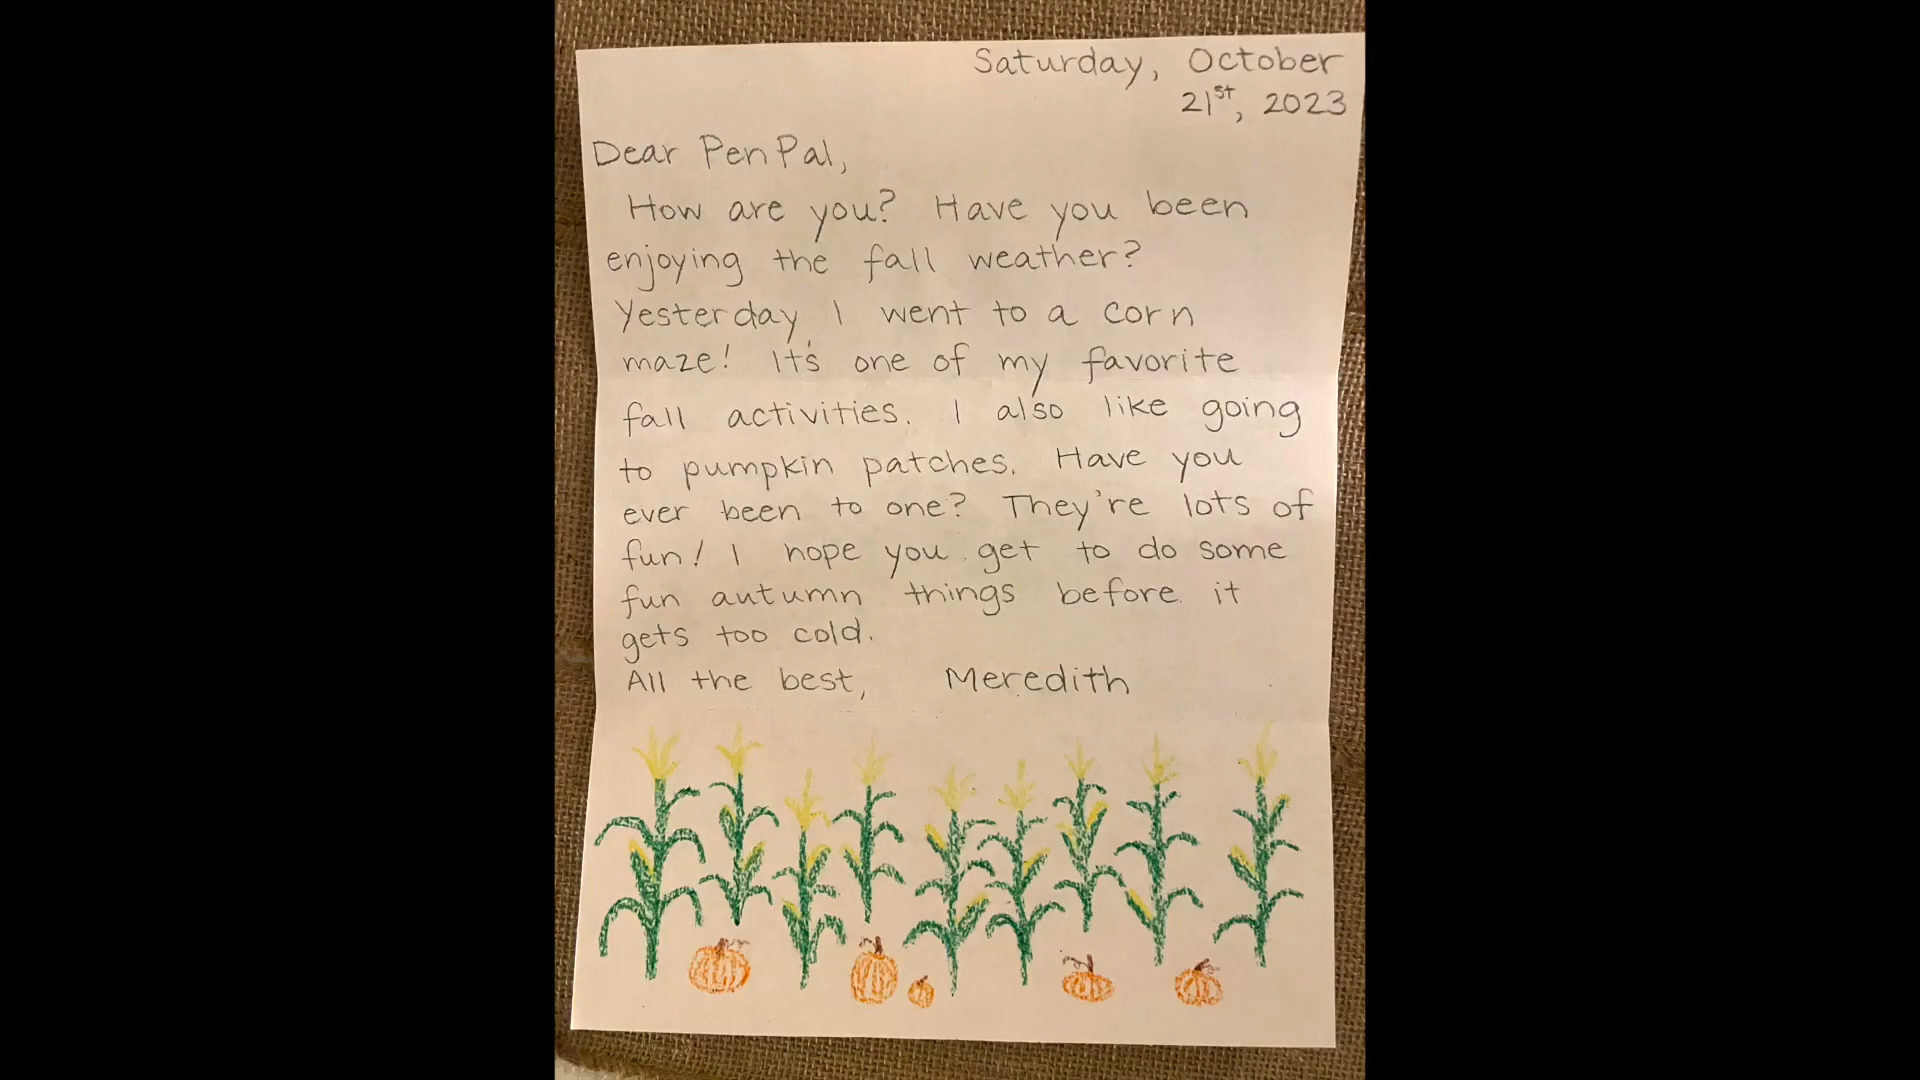 Saturday, October
21st, 2023
Dear Pen Pal,
How are you? Have you been
enjoying the fall weather?
Yesterday I went to a corn
maze! It's one of my favorite
fall activities. I also like going
to pumpkin patches. Have you
ever been to one? They're lots of
fun! I hope you get to do some
fun autumn things before it
gets too cold.
All the best, Meredith